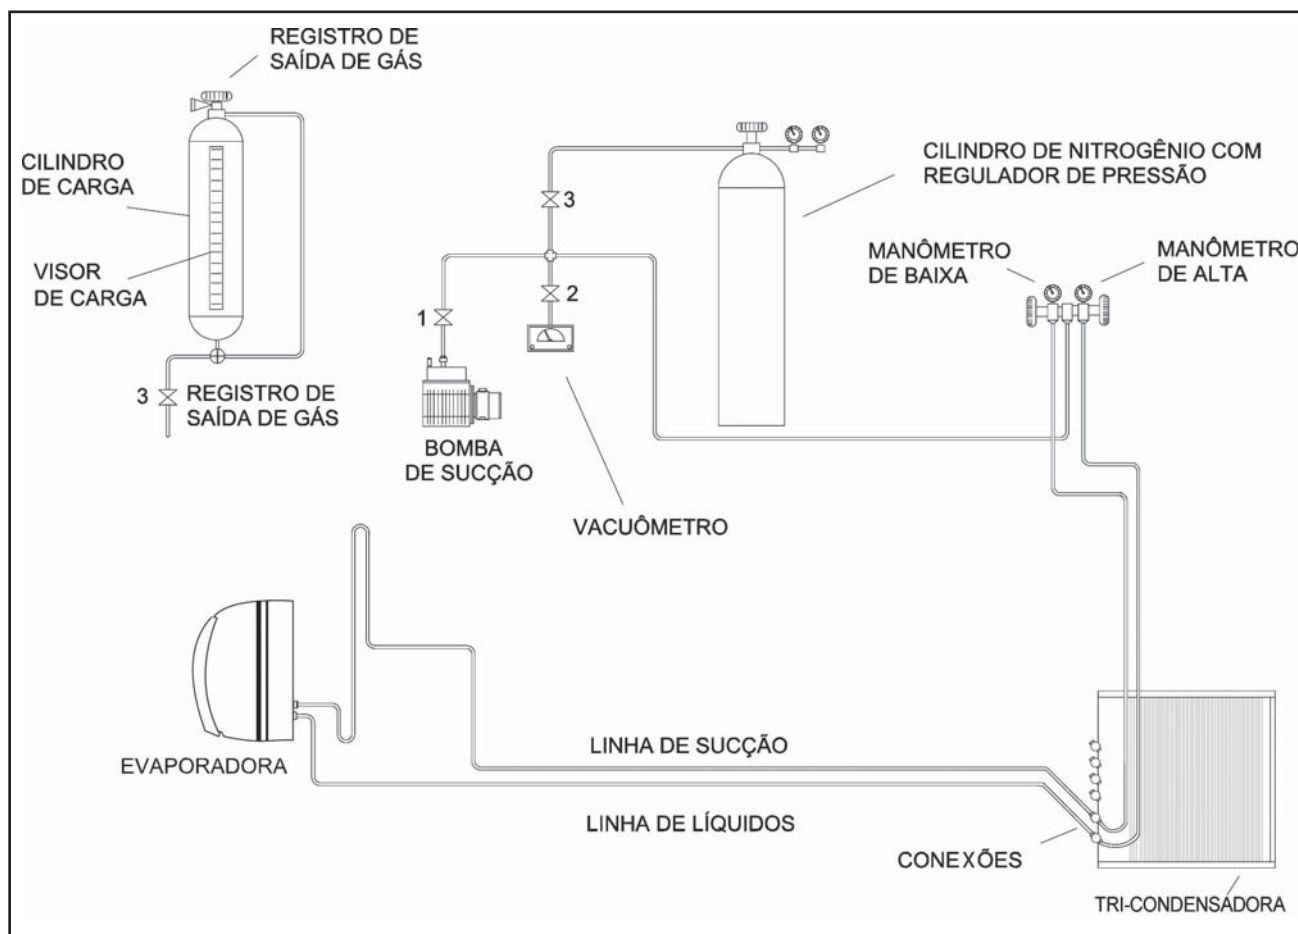 REGISTRO DE
SAÍDA DE GÁS
CILINDRO
DE CARGA
VISOR
DE CARGA
3
REGISTRO DE
SAÍDA DE GÁS
3
2
1
BOMBA
DE SUCÇÃO
VACUÔMETRO
CILINDRO DE NITROGÊNIO COM
REGULADOR DE PRESSÃO
MANÔMETRO
DE BAIXA
MANÔMETRO
DE ALTA
EVAPORADORA
LINHA DE SUCÇÃO
LINHA DE LÍQUIDOS
CONEXÕES
TRI-CONDENSADORA